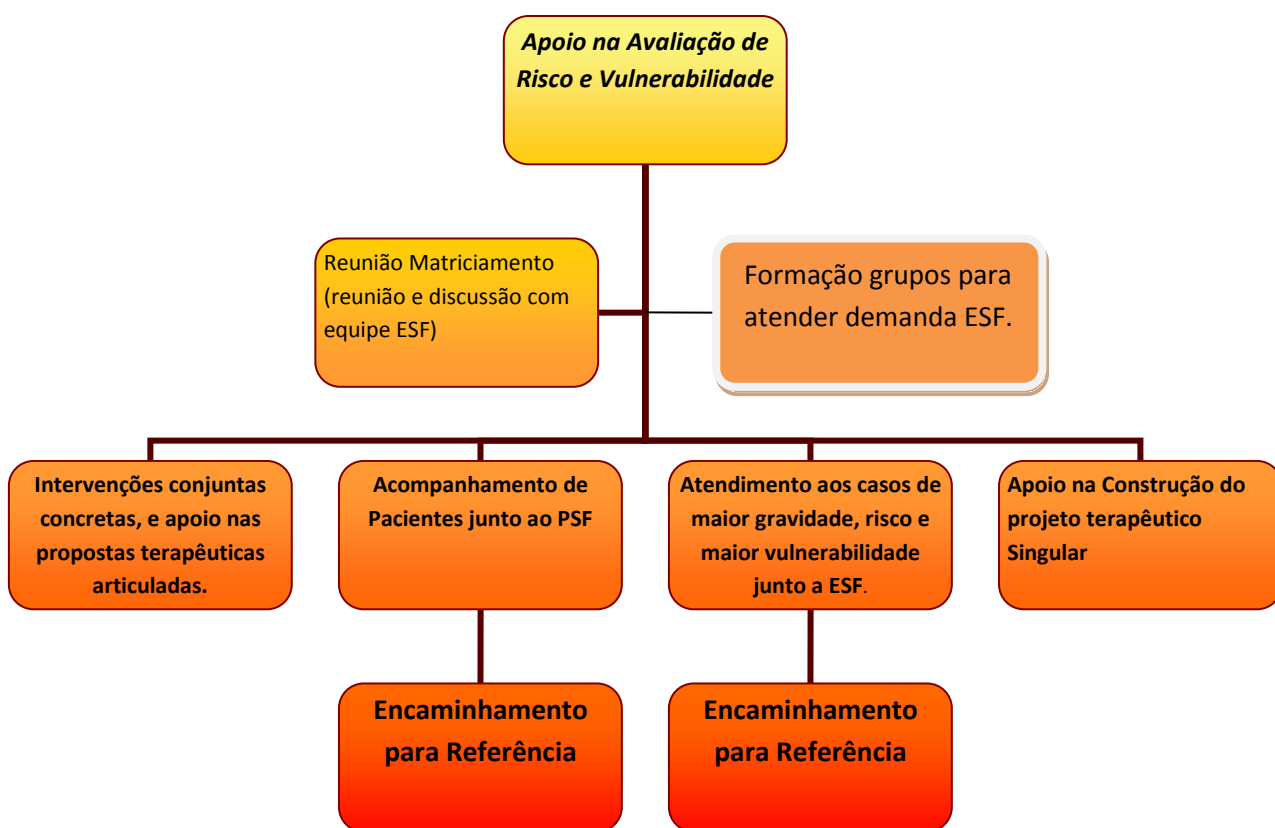 Apoio na Avaliação de
Risco e Vulnerabilidade
Reunião Matriciamento
(reunião e discussão com
equipe ESF)
Formação grupos para
atender demanda ESF.
Intervenções conjuntas
concretas, e apoio nas
propostas terapêuticas
articuladas.
Acompanhamento de
Pacientes junto ao PSF
Atendimento aos casos de
maior gravidade, risco e
maior vulnerabilidade
junto a ESF.
Apoio na Construção do
projeto terapêutico
Singular
Encaminhamento
para Referência
Encaminhamento
para Referência